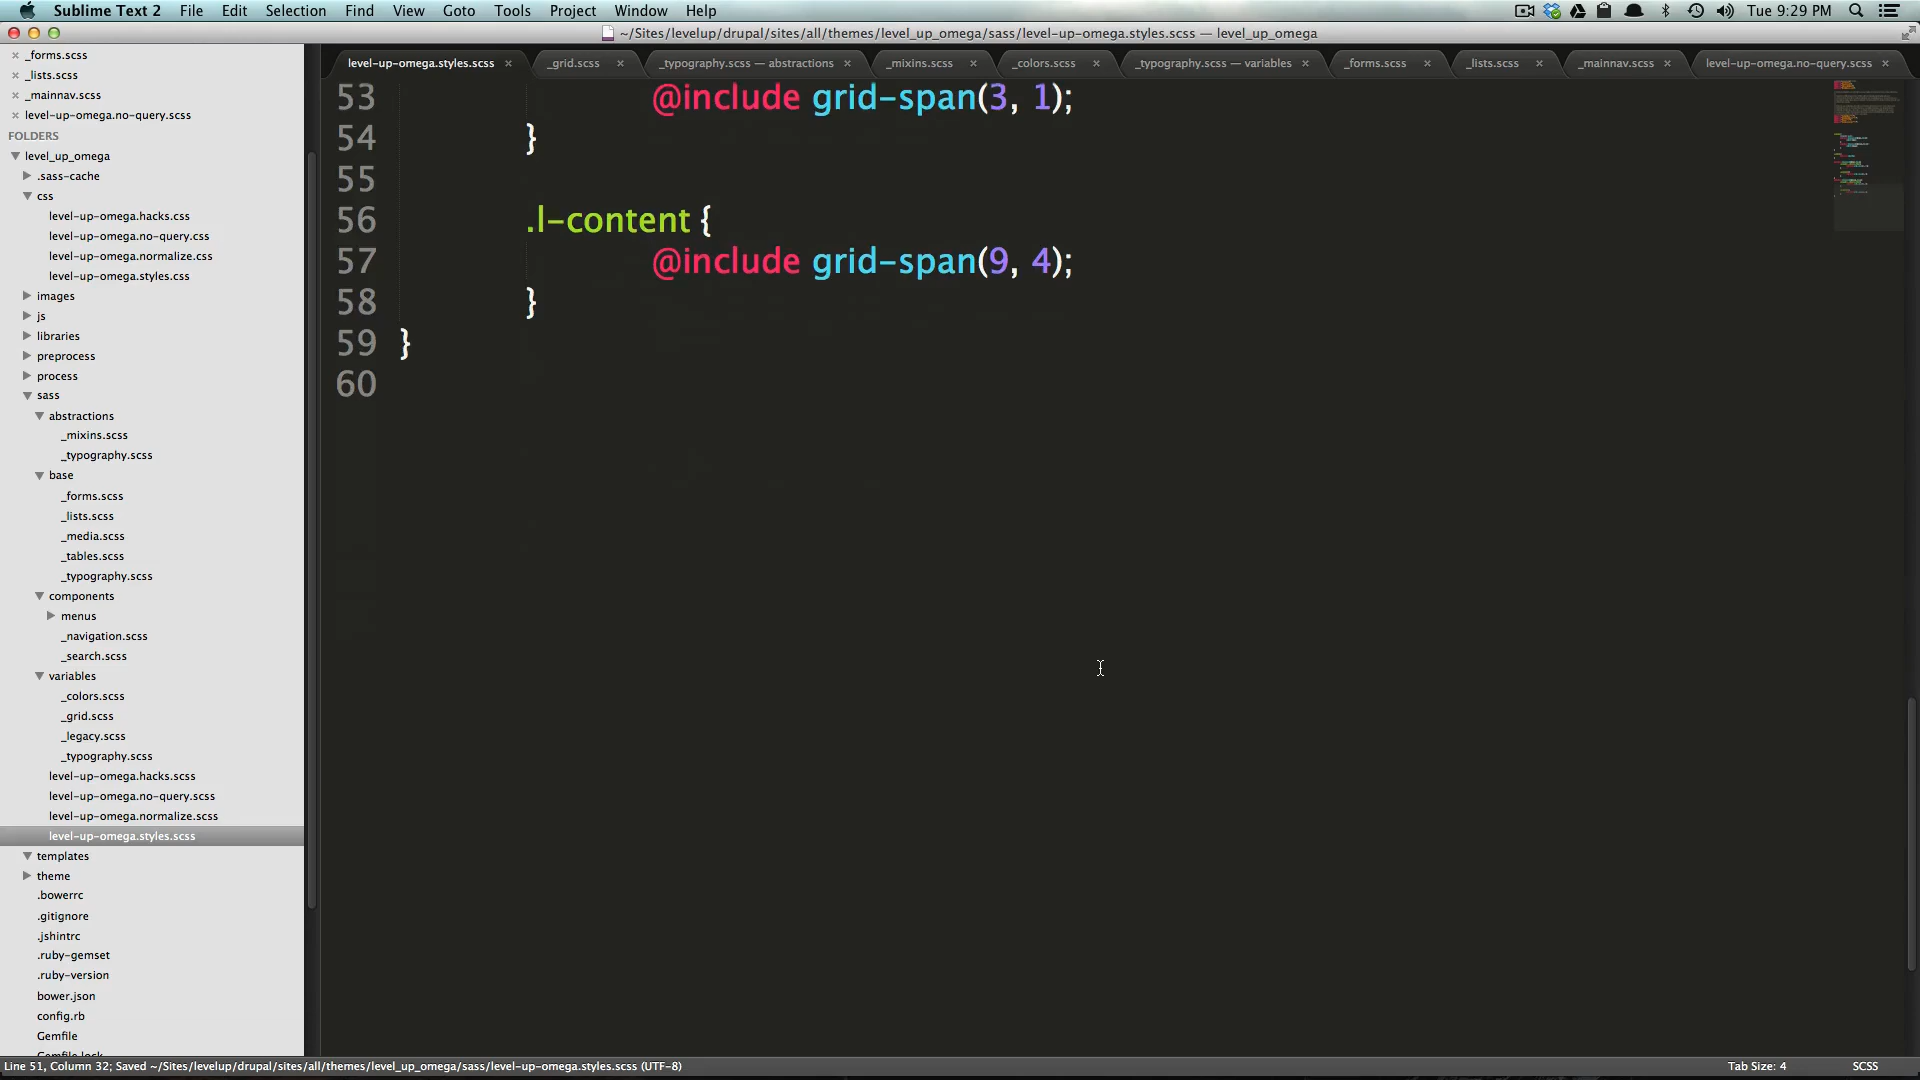 Sublime Text 2 File Edit Selection Find View Goto Tools Project Window Help Tue 9:29 PM
~/Sites/levelup/drupal/sites/all/themes/level_up_omega/sass/level-up-omega.styles.scss — level_up_omega
level-up-omega.styles.scss × _grid.scss × _typography.scss — abstractions × _mixins.scss × _colors.scss × _typography.scss — variables × _forms.scss × _lists.scss × _mainnav.scss × level-up-omega.no-query.scss ×
× _forms.scss
× _lists.scss
× _mainnav.scss
× level-up-omega.no-query.scss
FOLDERS
level_up_omega
.sass-cache
css
level-up-omega.hacks.css
level-up-omega.no-query.css
level-up-omega.normalize.css
level-up-omega.styles.css
images
js
libraries
preprocess
process
sass
abstractions
_mixins.scss
_typography.scss
base
_forms.scss
_lists.scss
_media.scss
_tables.scss
_typography.scss
components
menus
_navigation.scss
_search.scss
variables
_colors.scss
_grid.scss
_legacy.scss
_typography.scss
level-up-omega.hacks.scss
level-up-omega.no-query.scss
level-up-omega.normalize.scss
level-up-omega.styles.scss
templates
theme
.bowerrc
.gitignore
.jshintrc
.ruby-gemset
.ruby-version
bower.json
config.rb
Gemfile
Gemfile.lock
53 @include grid-span(3, 1);
54 }
55
56 .l-content {
57 @include grid-span(9, 4);
58 }
59 }
60
Line 51, Column 32; Saved ~/Sites/levelup/drupal/sites/all/themes/level_up_omega/sass/level-up-omega.styles.scss (UTF-8) Tab Size: 4 SCSS